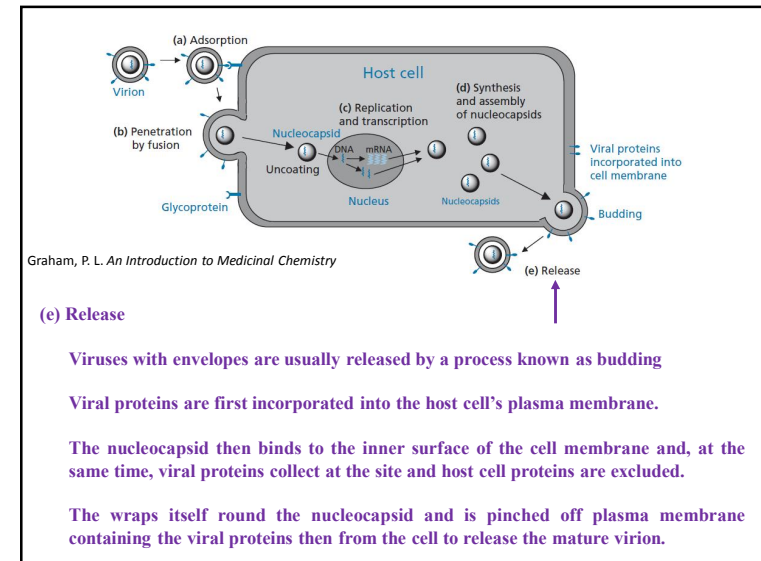 (a) Adsorption
Virion
Host cell
(d) Synthesis
and assembly
of nucleocapsids
(c) Replication
and transcription
(b) Penetration
by fusion
Nucleocapsid
DNA mRNA
Uncoating
Nucleus
Viral proteins
incorporated into
cell membrane
Glycoprotein
Nucleocapsids
Budding
(e) Release
Graham, P. L. An Introduction to Medicinal Chemistry
(e) Release
Viruses with envelopes are usually released by a process known as budding
Viral proteins are first incorporated into the host cell’s plasma membrane.
The nucleocapsid then binds to the inner surface of the cell membrane and, at the
same time, viral proteins collect at the site and host cell proteins are excluded.
The wraps itself round the nucleocapsid and is pinched off plasma membrane
containing the viral proteins then from the cell to release the mature virion.